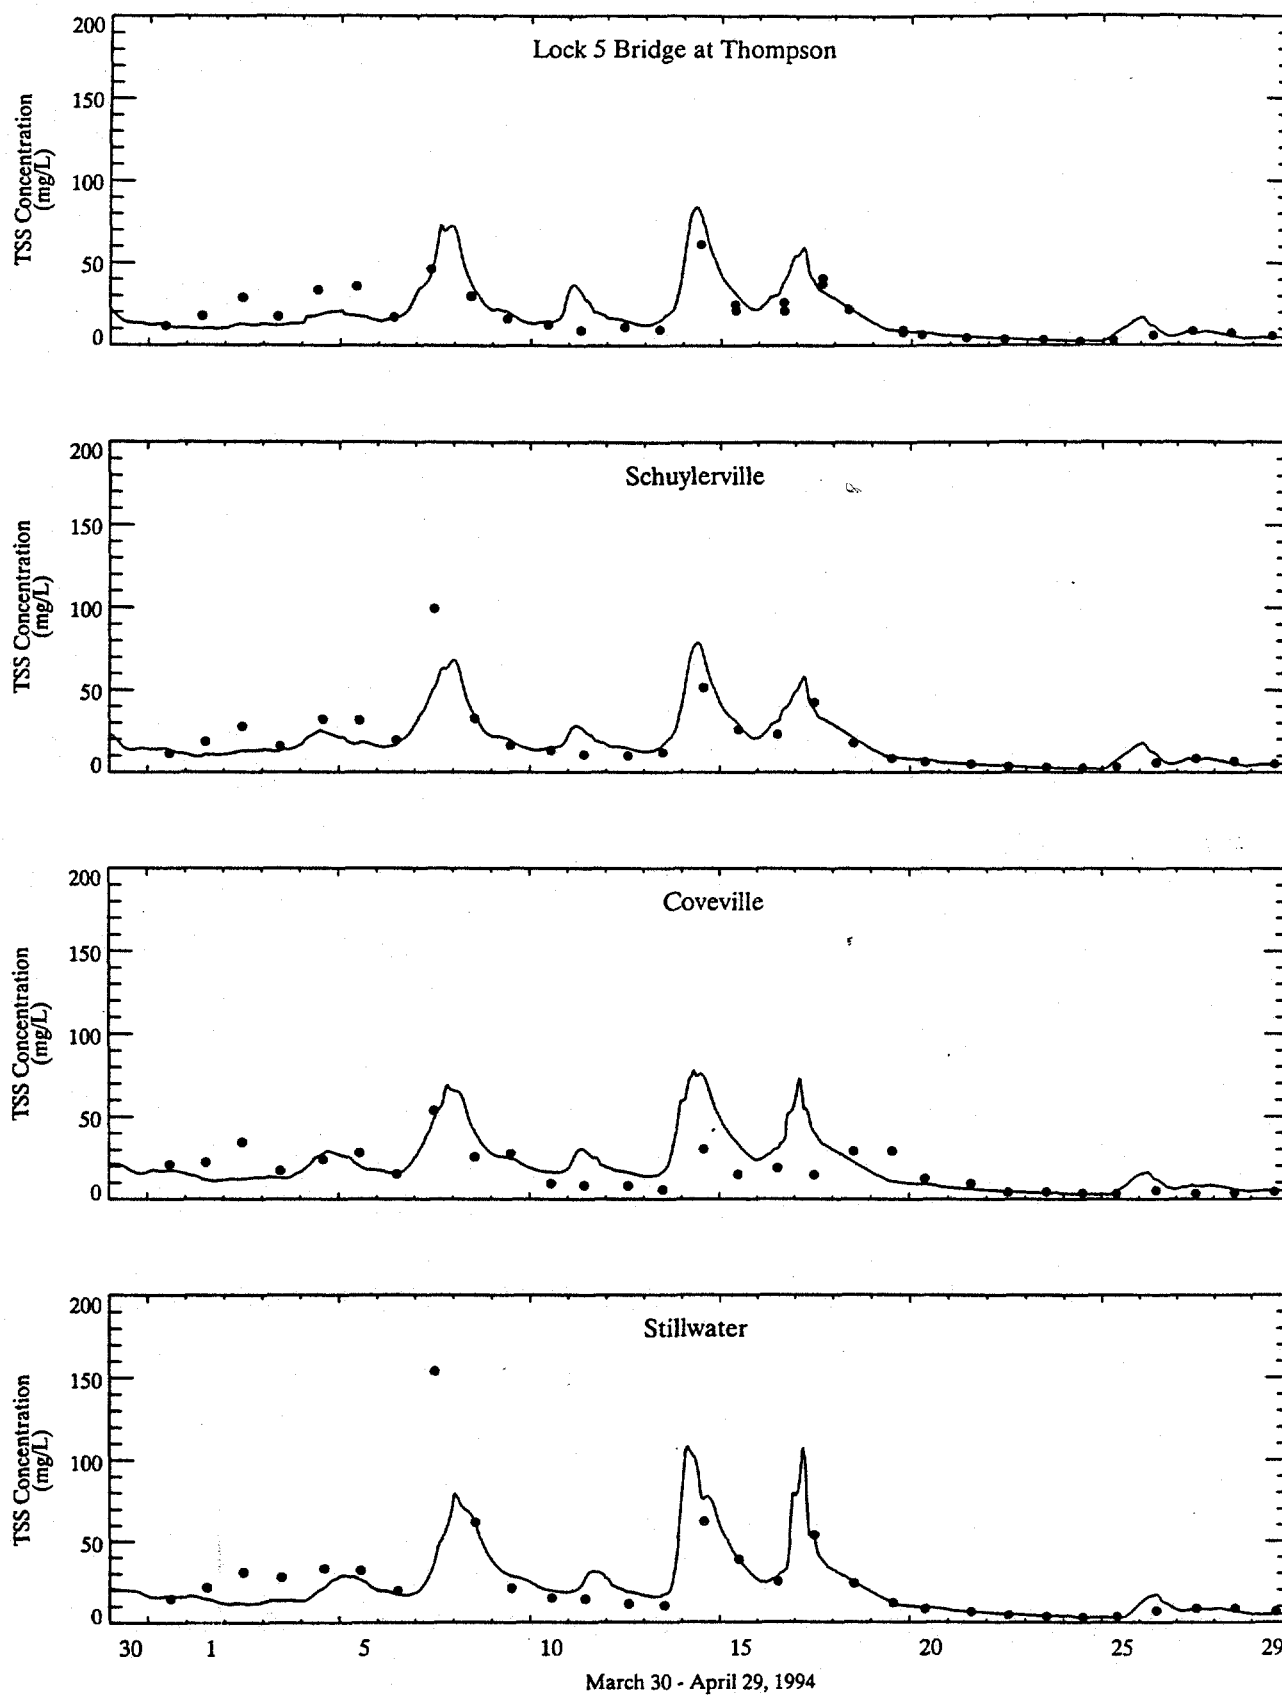 Lock 5 Bridge at Thompson
TSS Concentration
(mg/L)
200
150
100
50
0
Schuylerville
TSS Concentration
(mg/L)
200
150
100
50
0
Coveville
TSS Concentration
(mg/L)
200
150
100
50
0
Stillwater
TSS Concentration
(mg/L)
200
150
100
50
0
30 1 5 10 15 20 25 29
March 30 - April 29, 1994